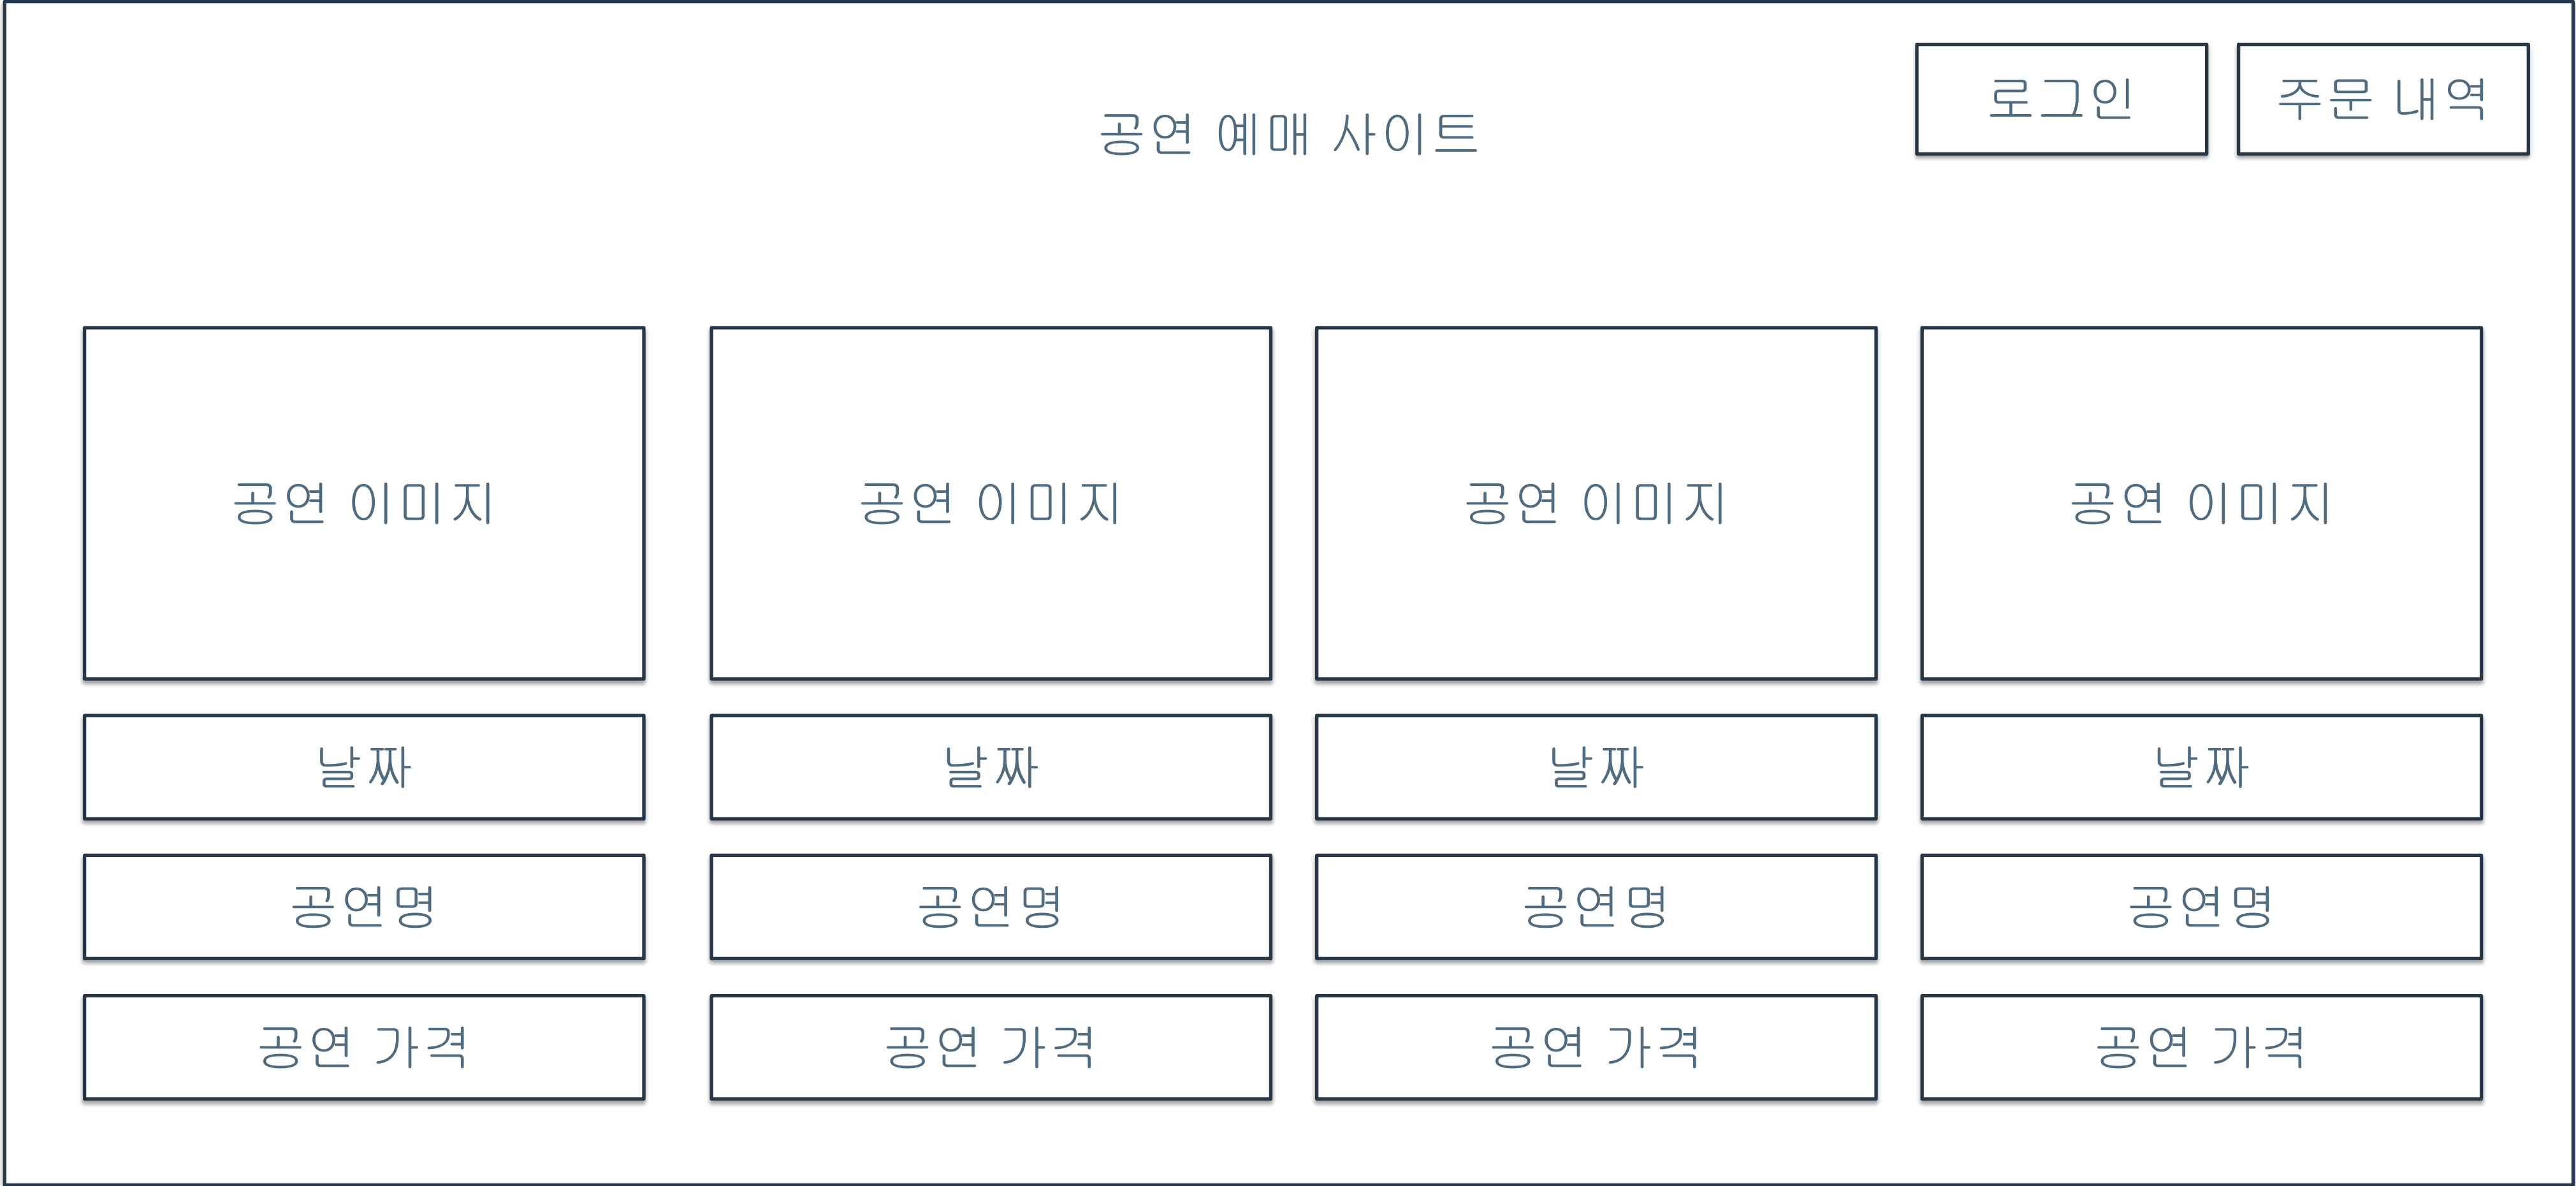 로그인
주문 내역
공연 예매 사이트
공연 이미지
공연 이미지
공연 이미지
공연 이미지
날짜
날짜
날짜
날짜
공연명
공연명
공연명
공연명
공연 가격
공연 가격
공연 가격
공연 가격